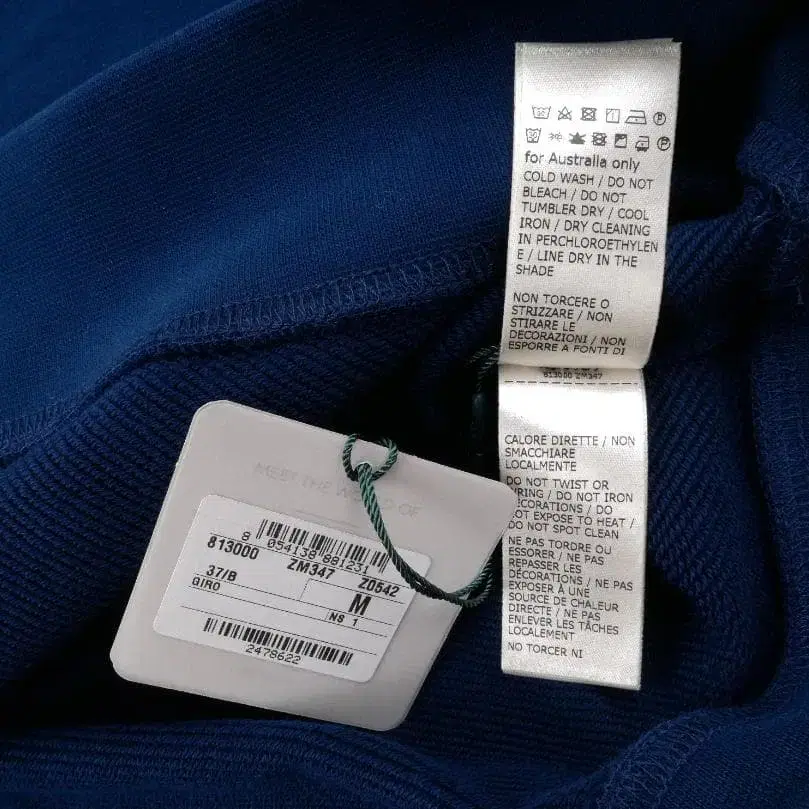 for Australia only
COLD WASH / DO NOT
BLEACH / DO NOT
TUMBLER DRY / COOL
IRON / DRY CLEANING
IN PERCHLOROETHYLEN
E / LINE DRY IN THE
SHADE
NON TORCERE O
STRIZZARE / NON
STIRARE LE
DECORAZIONI / NON
ESPORRE A FONTI DI
813000 ZM347
CALORE DIRETTE / NON
SMACCHIARE
LOCALMENTE
DO NOT TWIST OR
WRING / DO NOT IRON
DECORATIONS / DO
NOT EXPOSE TO HEAT /
DO NOT SPOT CLEAN
NE PAS TORDRE OU
ESSORER / NE PAS
REPASSER LES
DÉCORATIONS / NE PAS
EXPOSER À UNE
SOURCE DE CHALEUR
DIRECTE / NE PAS
ENLEVER LES TÂCHES
LOCALMENT
NO TORCER NI
MEET THE WORLD OF
8 054138 881231
813000 ZM347 Z0542
37/B M
GIRO NS 1
2478622